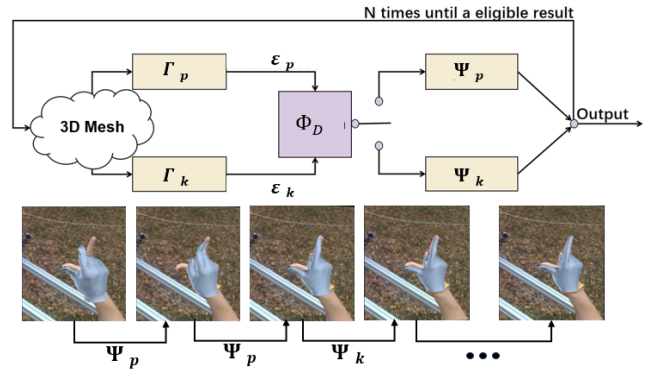 N times until a eligible result
Γ p
ε p
Ψ p
3D Mesh
Φ D
Output
Γ k
ε k
Ψ k
Ψ p
Ψ p
Ψ k
•••